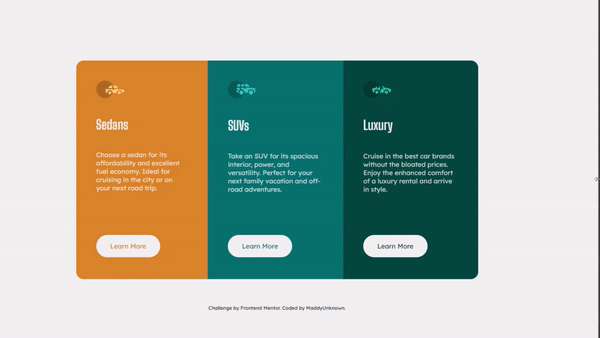 Sedans
Choose a sedan for its
affordability and excellent
fuel economy. Ideal for
cruising in the city or on
your next road trip.
Learn More
SUVs
Take an SUV for its spacious
interior, power, and
versatility. Perfect for your
next family vacation and off-
road adventures.
Learn More
Luxury
Cruise in the best car brands
without the bloated prices.
Enjoy the enhanced comfort
of a luxury rental and arrive
in style.
Learn More
Challenge by Frontend Mentor. Coded by MaddyUnknown.